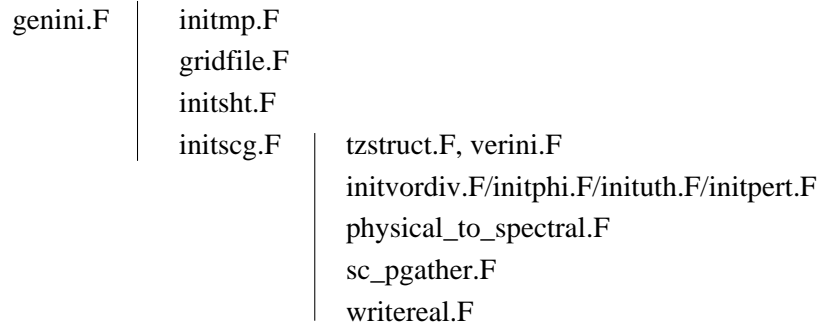 genini.F initmp.F
gridfile.F
initsht.F
initscg.F tzstruct.F, verini.F
initvordiv.F/initphi.F/inituth.F/initpert.F
physical_to_spectral.F
sc_pgather.F
writereal.F